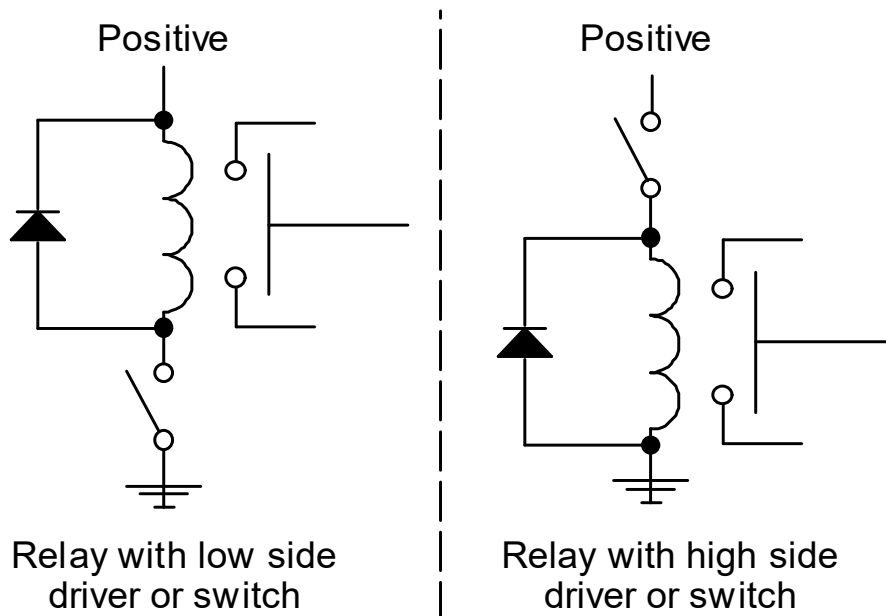 Positive
Positive
Relay with low side
driver or switch
Relay with high side
driver or switch